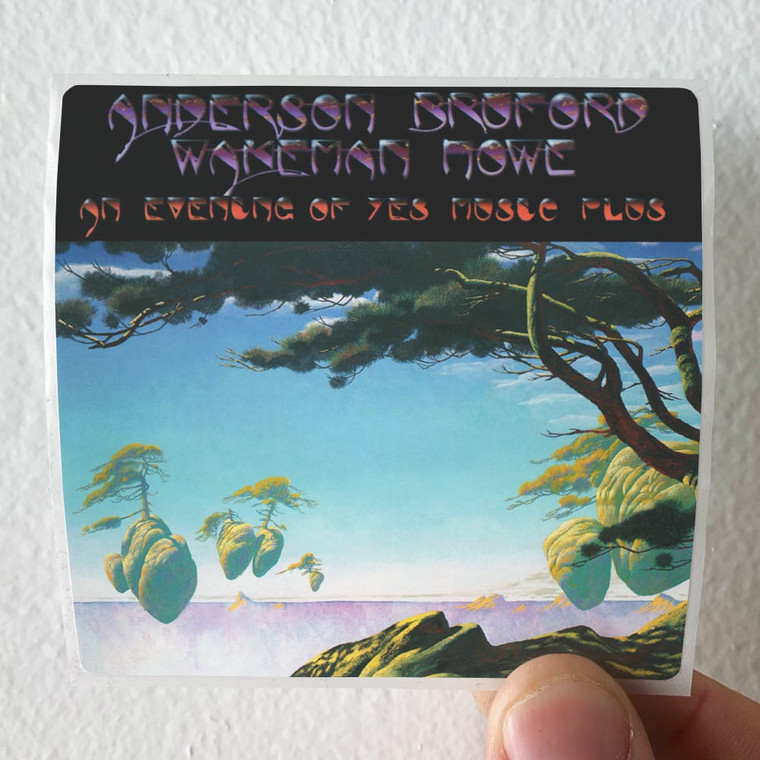 ANDERSON BRUFORD
WAKEMAN HOWE
AN EVENING OF YES MUSIC PLUS